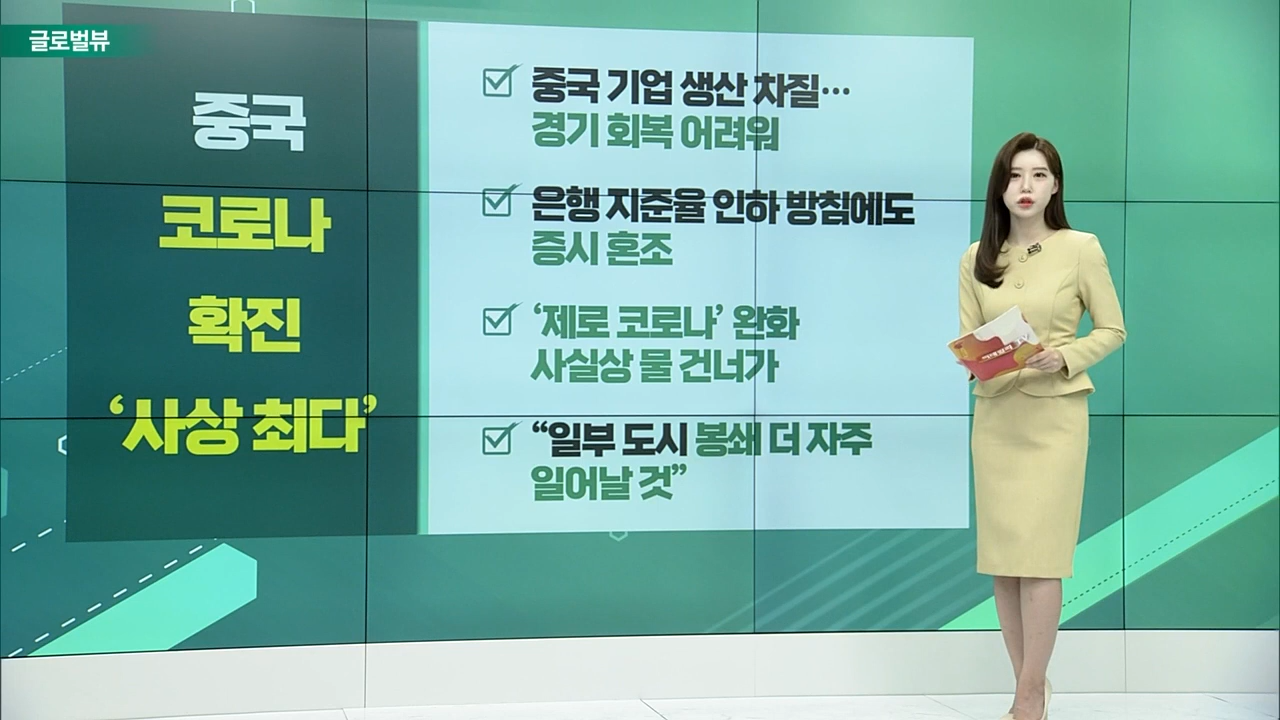 글로벌뷰
중국
코로나
확진
‘사상 최다’
중국 기업 생산 차질…
경기 회복 어려워
은행 지준율 인하 방침에도
증시 혼조
‘제로 코로나’ 완화
사실상 물 건너가
“일부 도시 봉쇄 더 자주
일어날 것”